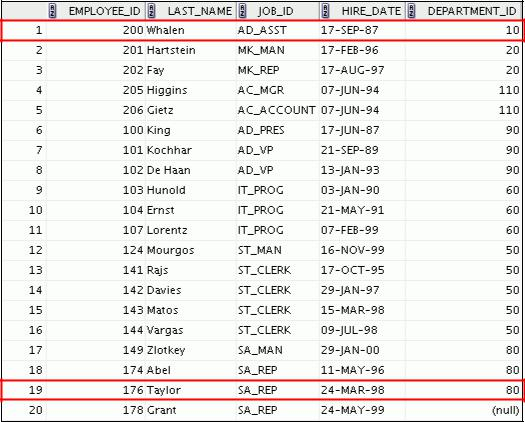 EMPLOYEE_ID LAST_NAME JOB_ID HIRE_DATE DEPARTMENT_ID
1 200 Whalen AD_ASST 17-SEP-87 10
2 201 Hartstein MK_MAN 17-FEB-96 20
3 202 Fay MK_REP 17-AUG-97 20
4 205 Higgins AC_MGR 07-JUN-94 110
5 206 Gietz AC_ACCOUNT 07-JUN-94 110
6 100 King AD_PRES 17-JUN-87 90
7 101 Kochhar AD_VP 21-SEP-89 90
8 102 De Haan AD_VP 13-JAN-93 90
9 103 Hunold IT_PROG 03-JAN-90 60
10 104 Ernst IT_PROG 21-MAY-91 60
11 107 Lorentz IT_PROG 07-FEB-99 60
12 124 Mourgos ST_MAN 16-NOV-99 50
13 141 Rajs ST_CLERK 17-OCT-95 50
14 142 Davies ST_CLERK 29-JAN-97 50
15 143 Matos ST_CLERK 15-MAR-98 50
16 144 Vargas ST_CLERK 09-JUL-98 50
17 149 Zlotkey SA_MAN 29-JAN-00 80
18 174 Abel SA_REP 11-MAY-96 80
19 176 Taylor SA_REP 24-MAR-98 80
20 178 Grant SA_REP 24-MAY-99 (null)